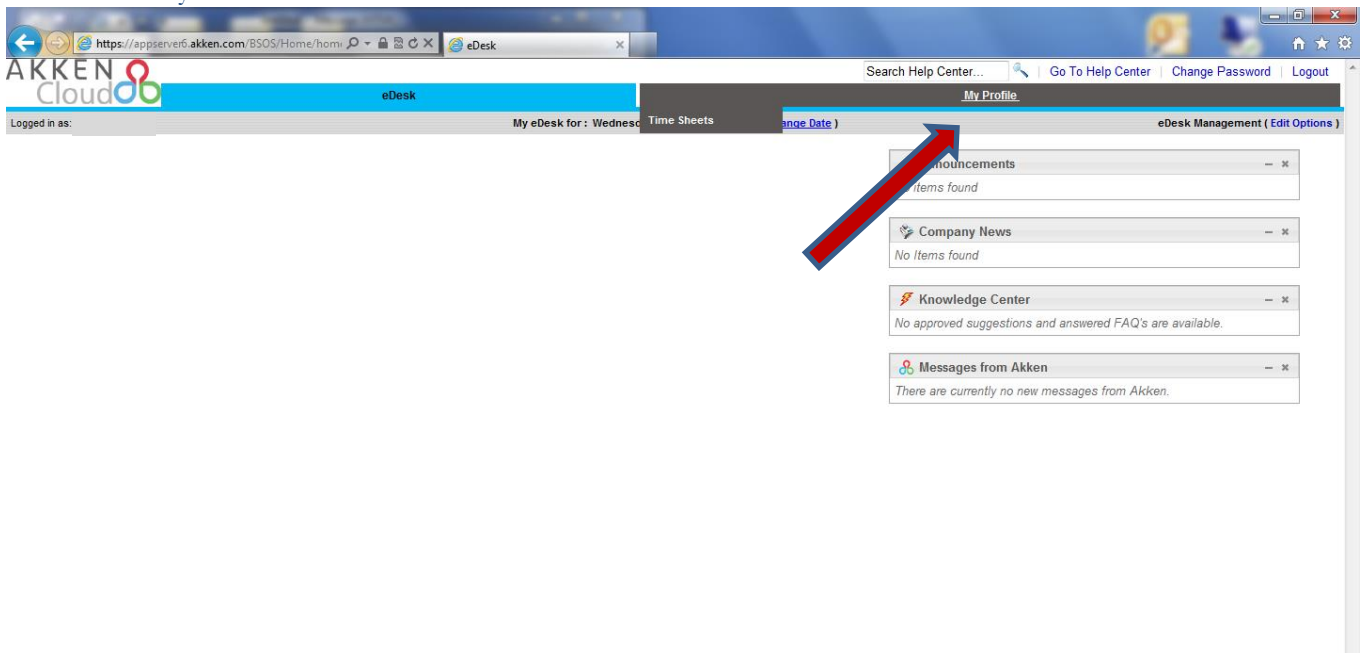 https://appserver6.akken.com/BSOS/Home/hom
eDesk
AKKEN
Cloud
Search Help Center...
Go To Help Center | Change Password | Logout
eDesk
My Profile
Logged in as:
My eDesk for : Wednesd
Time Sheets
ange Date )
eDesk Management ( Edit Options )
nouncements
items found
Company News
No Items found
Knowledge Center
No approved suggestions and answered FAQ's are available.
Messages from Akken
There are currently no new messages from Akken.